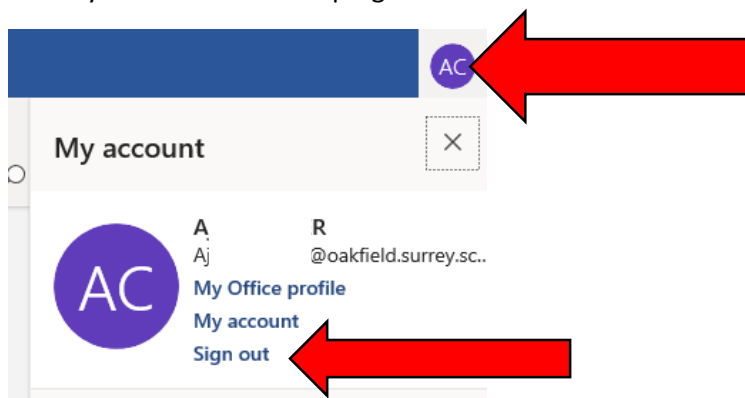 AC
My account
A R
Aj @oakfield.surrey.sc..
AC
My Office profile
My account
Sign out